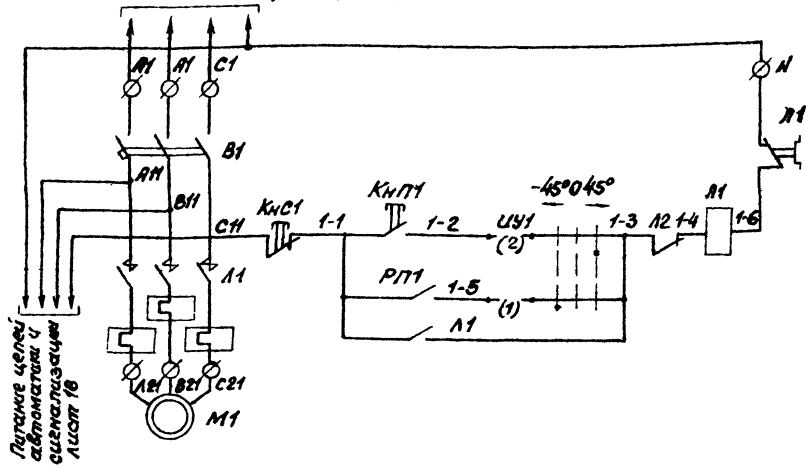 А1 А1 С1 N
Л1
В1
А11
В11
С11
КнС1 1-1 КнП1 1-2 ИУ1 (2) -45° 0 45° 1-3 Л2 1-4 Л1 1-6
РП1 1-5 (1)
Л1
Л1
Л21 В21 С21
М1
Питание цепей
автоматики и
сигнализации
лист 18